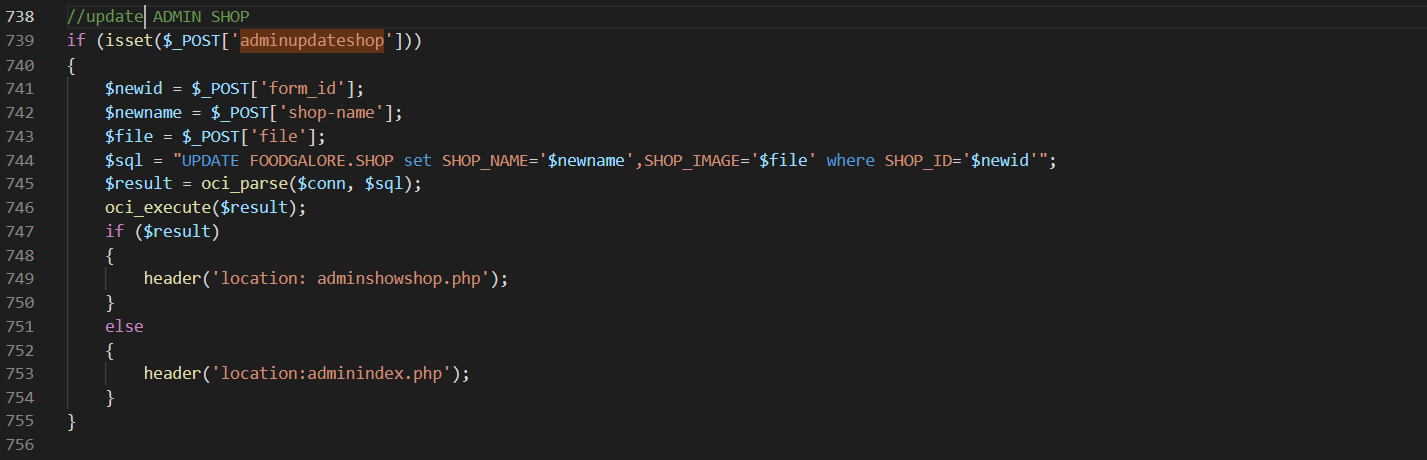 738 //update ADMIN SHOP
739 if (isset($_POST['adminupdateshop']))
740 {
741 $newid = $_POST['form_id'];
742 $newname = $_POST['shop-name'];
743 $file = $_POST['file'];
744 $sql = "UPDATE FOODGALORE.SHOP set SHOP_NAME='$newname',SHOP_IMAGE='$file' where SHOP_ID='$newid'";
745 $result = oci_parse($conn, $sql);
746 oci_execute($result);
747 if ($result)
748 {
749 header('location: adminshowshop.php');
750 }
751 else
752 {
753 header('location:adminindex.php');
754 }
755 }
756